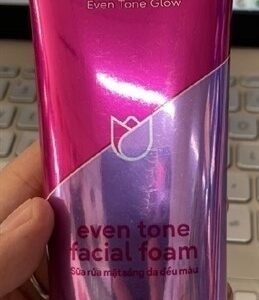 Even Tone Glow
even tone
facial foam
Sữa rửa mặt sáng da đều màu